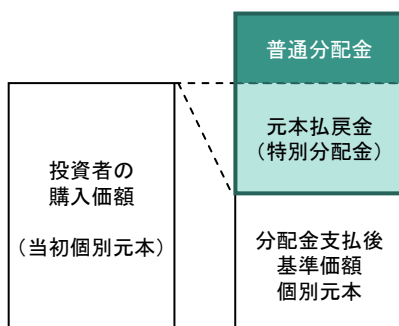 投資者の
購入価額
（当初個別元本）
普通分配金
元本払戻金
（特別分配金）
分配金支払後
基準価額
個別元本